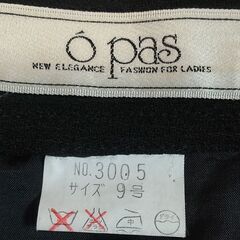 ó pas
NEW ELEGANCE FASHION FOR LADIES
NO.3005
サイズ 9号